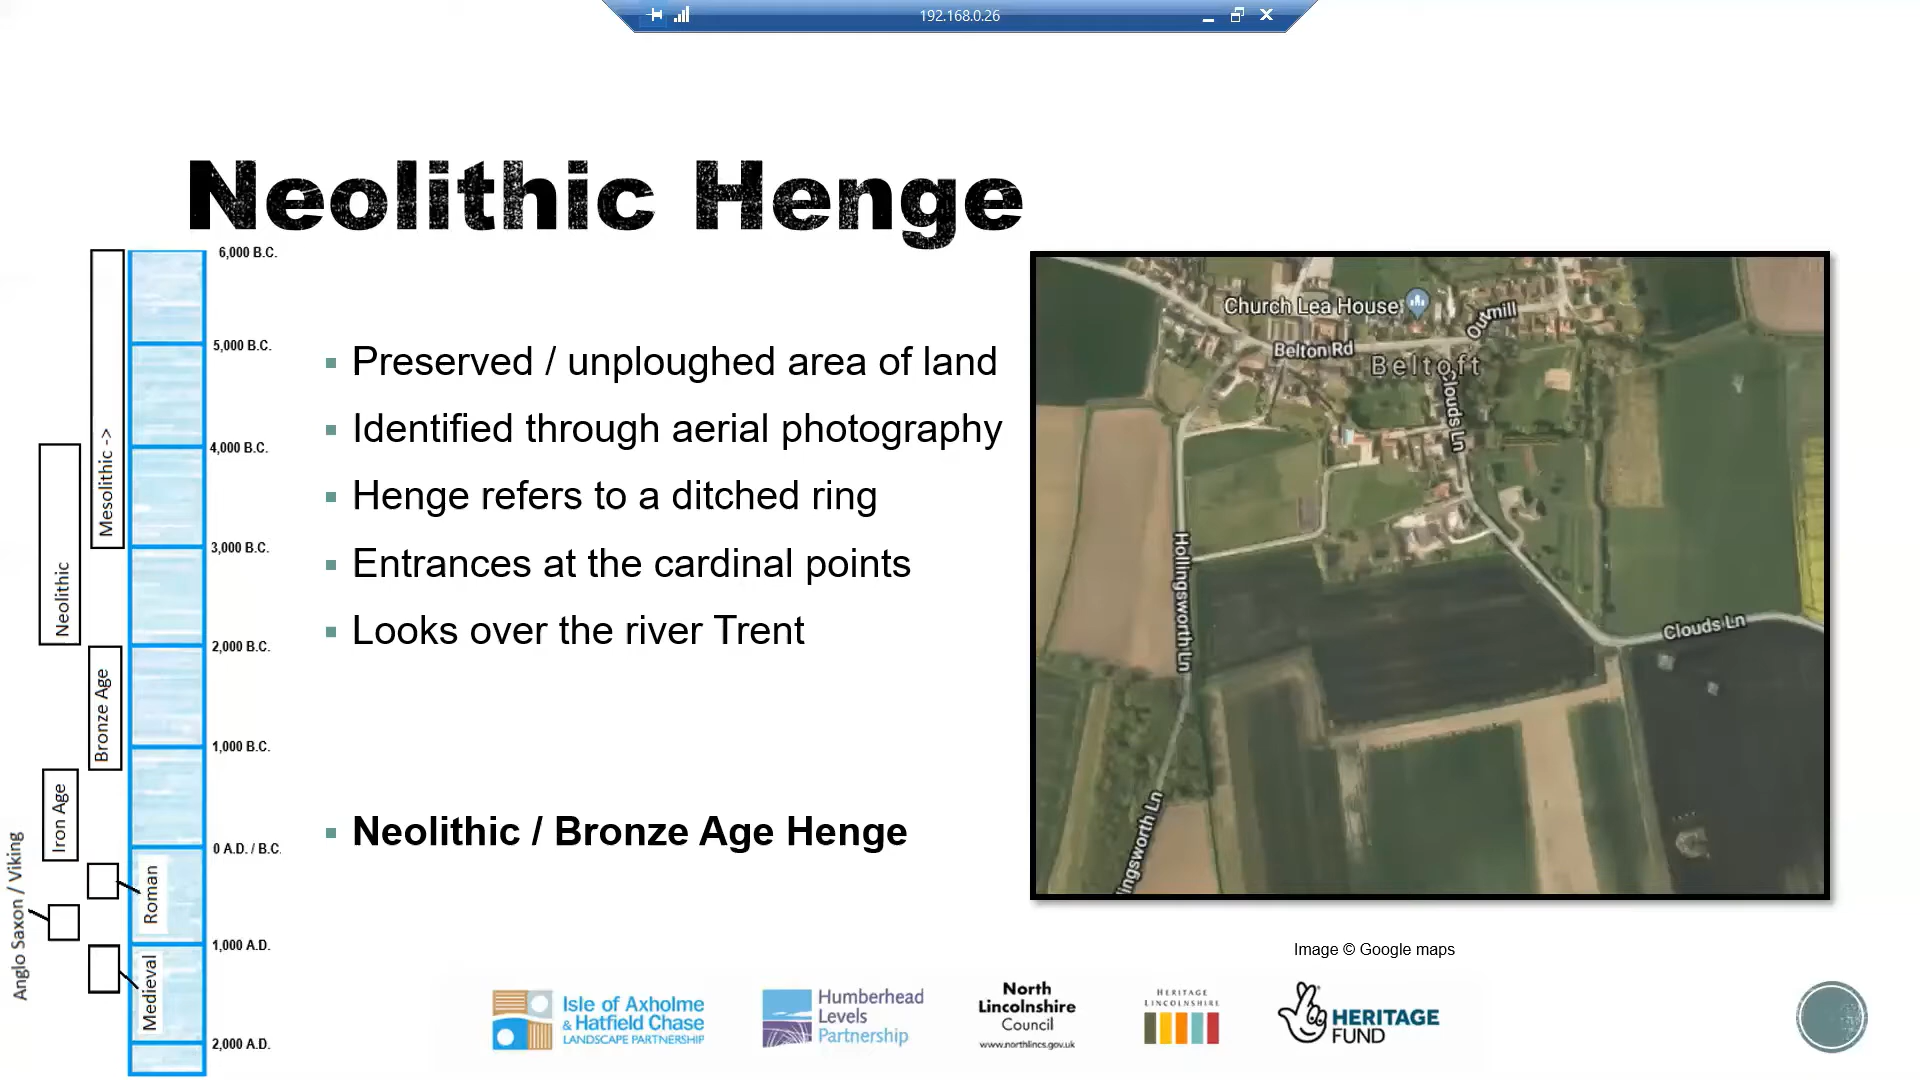 192.168.0.26
Neolithic Henge
6,000 B.C.
5,000 B.C.
4,000 B.C.
3,000 B.C.
2,000 B.C.
1,000 B.C.
0 A.D. / B.C.
1,000 A.D.
2,000 A.D.
Mesolithic ->
Neolithic
Bronze Age
Iron Age
Anglo Saxon / Viking
Roman
Medieval
Preserved / unploughed area of land
Identified through aerial photography
Henge refers to a ditched ring
Entrances at the cardinal points
Looks over the river Trent
Neolithic / Bronze Age Henge
Church Lea House
Outmill
Belton Rd
Beltoft
Clouds Ln
Hollingsworth Ln
Clouds Ln
lingsworth Ln
Image © Google maps
Isle of Axholme
& Hatfield Chase
LANDSCAPE PARTNERSHIP
Humberhead
Levels
Partnership
North
Lincolnshire
Council
www.northlincs.gov.uk
HERITAGE
LINCOLNSHIRE
HERITAGE
FUND